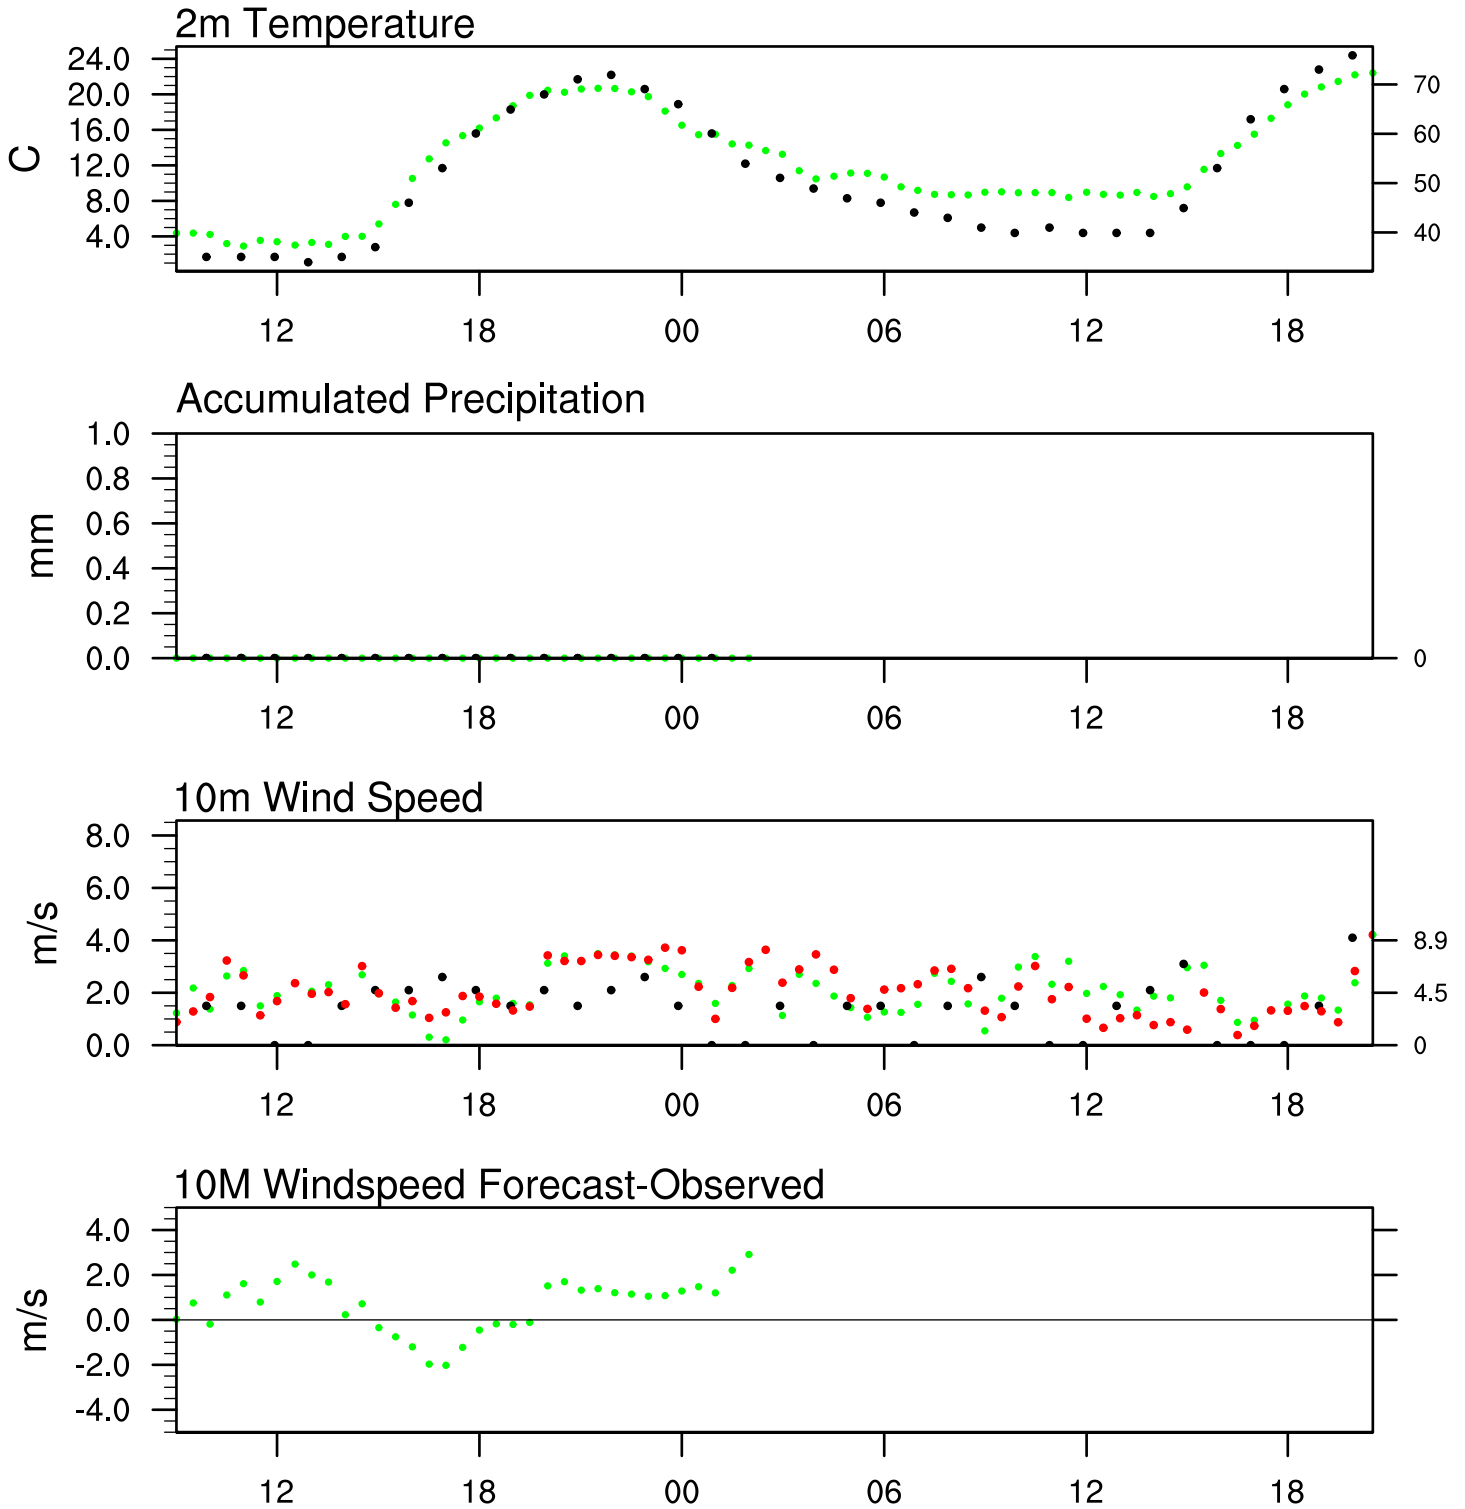 2m Temperature
24.0
20.0
16.0
12.0
8.0
4.0
C
70
60
50
40
12 18 00 06 12 18
Accumulated Precipitation
1.0
0.8
0.6
0.4
0.2
0.0
mm
0
12 18 00 06 12 18
10m Wind Speed
8.0
6.0
4.0
2.0
0.0
m/s
8.9
4.5
0
12 18 00 06 12 18
10M Windspeed Forecast-Observed
4.0
2.0
0.0
-2.0
-4.0
m/s
12 18 00 06 12 18